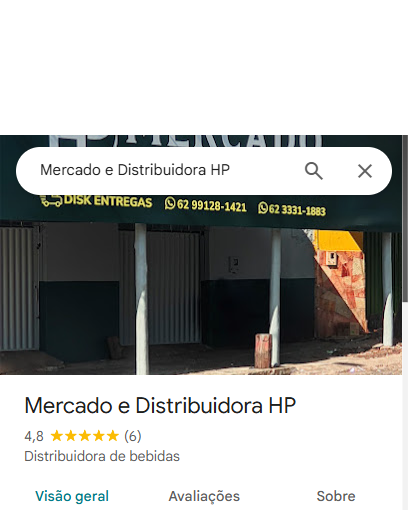 MERCADO
Mercado e Distribuidora HP
DISK ENTREGAS 62 99128-1421 62 3331-1883
Mercado e Distribuidora HP
4,8 (6)
Distribuidora de bebidas
Visão geral Avaliações Sobre